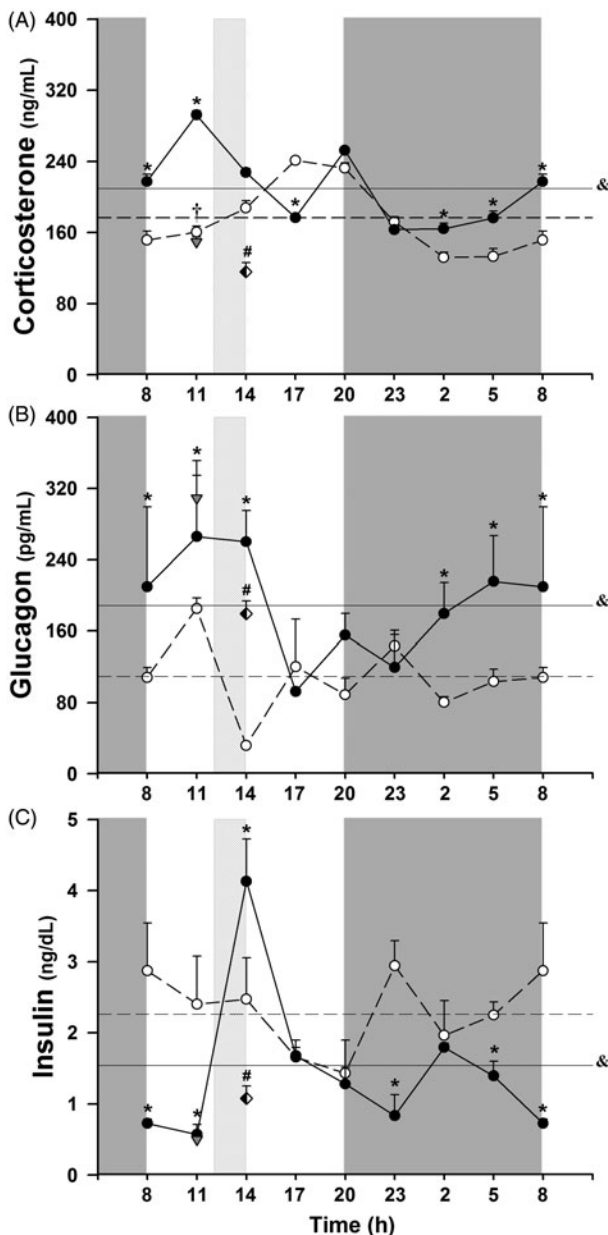 (A)
Corticosterone (ng/mL)
400
320
240
160
80
0
* * † # * * * *
&
8 11 14 17 20 23 2 5 8
(B)
Glucagon (pg/mL)
400
320
240
160
80
0
* * * # * * *
&
8 11 14 17 20 23 2 5 8
(C)
Insulin (ng/dL)
5
4
3
2
1
0
* * * # * * *
&
8 11 14 17 20 23 2 5 8
Time (h)